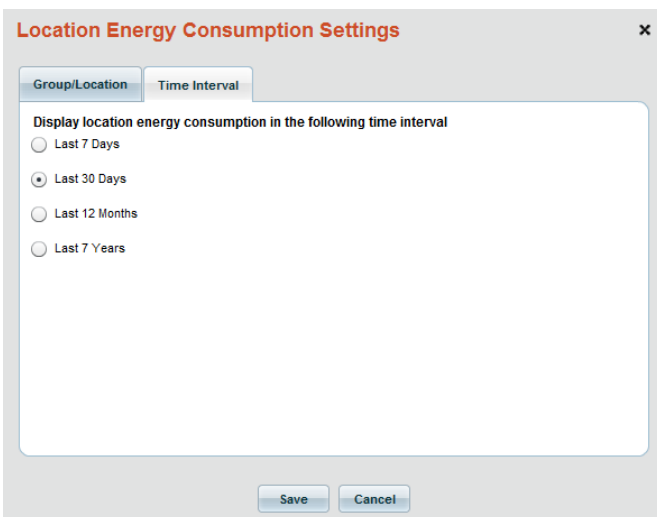 Location Energy Consumption Settings
Group/Location
Time Interval
Display location energy consumption in the following time interval
Last 7 Days
Last 30 Days
Last 12 Months
Last 7 Years
Save
Cancel